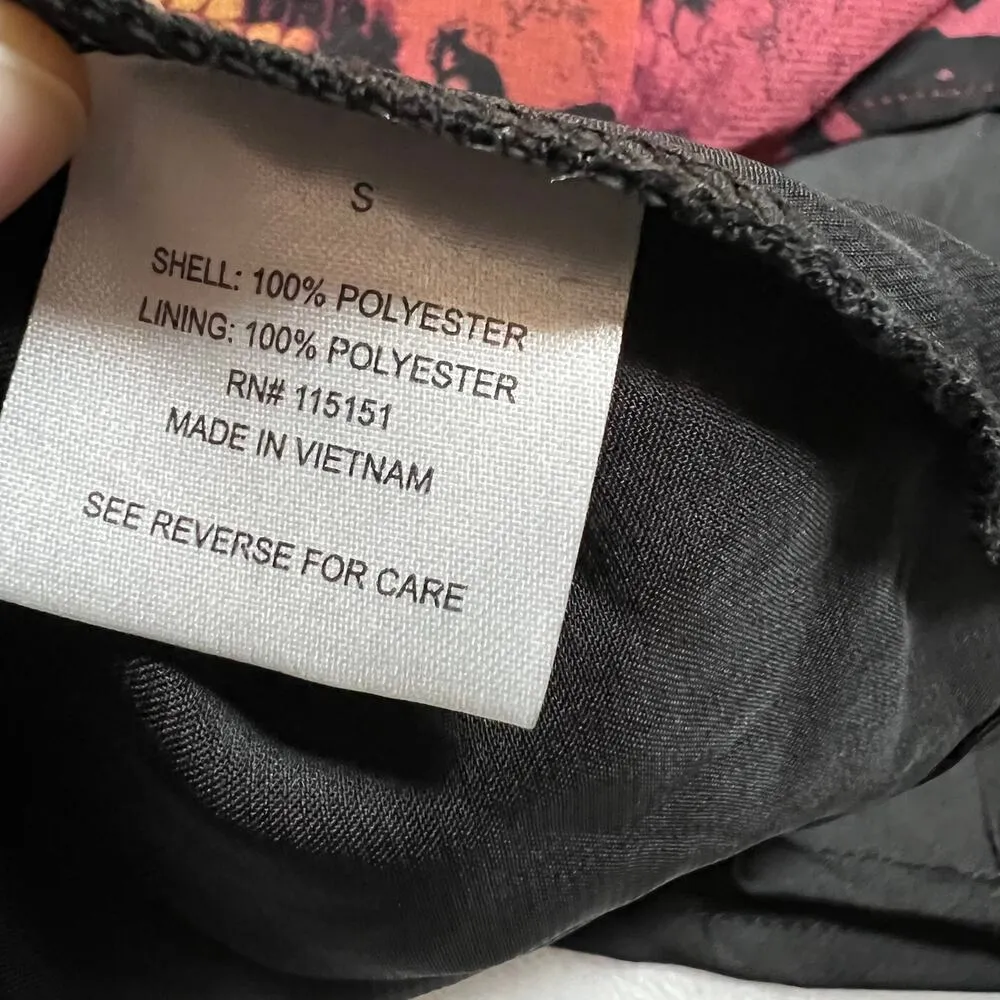 S
SHELL: 100% POLYESTER
LINING: 100% POLYESTER
RN# 115151
MADE IN VIETNAM
SEE REVERSE FOR CARE